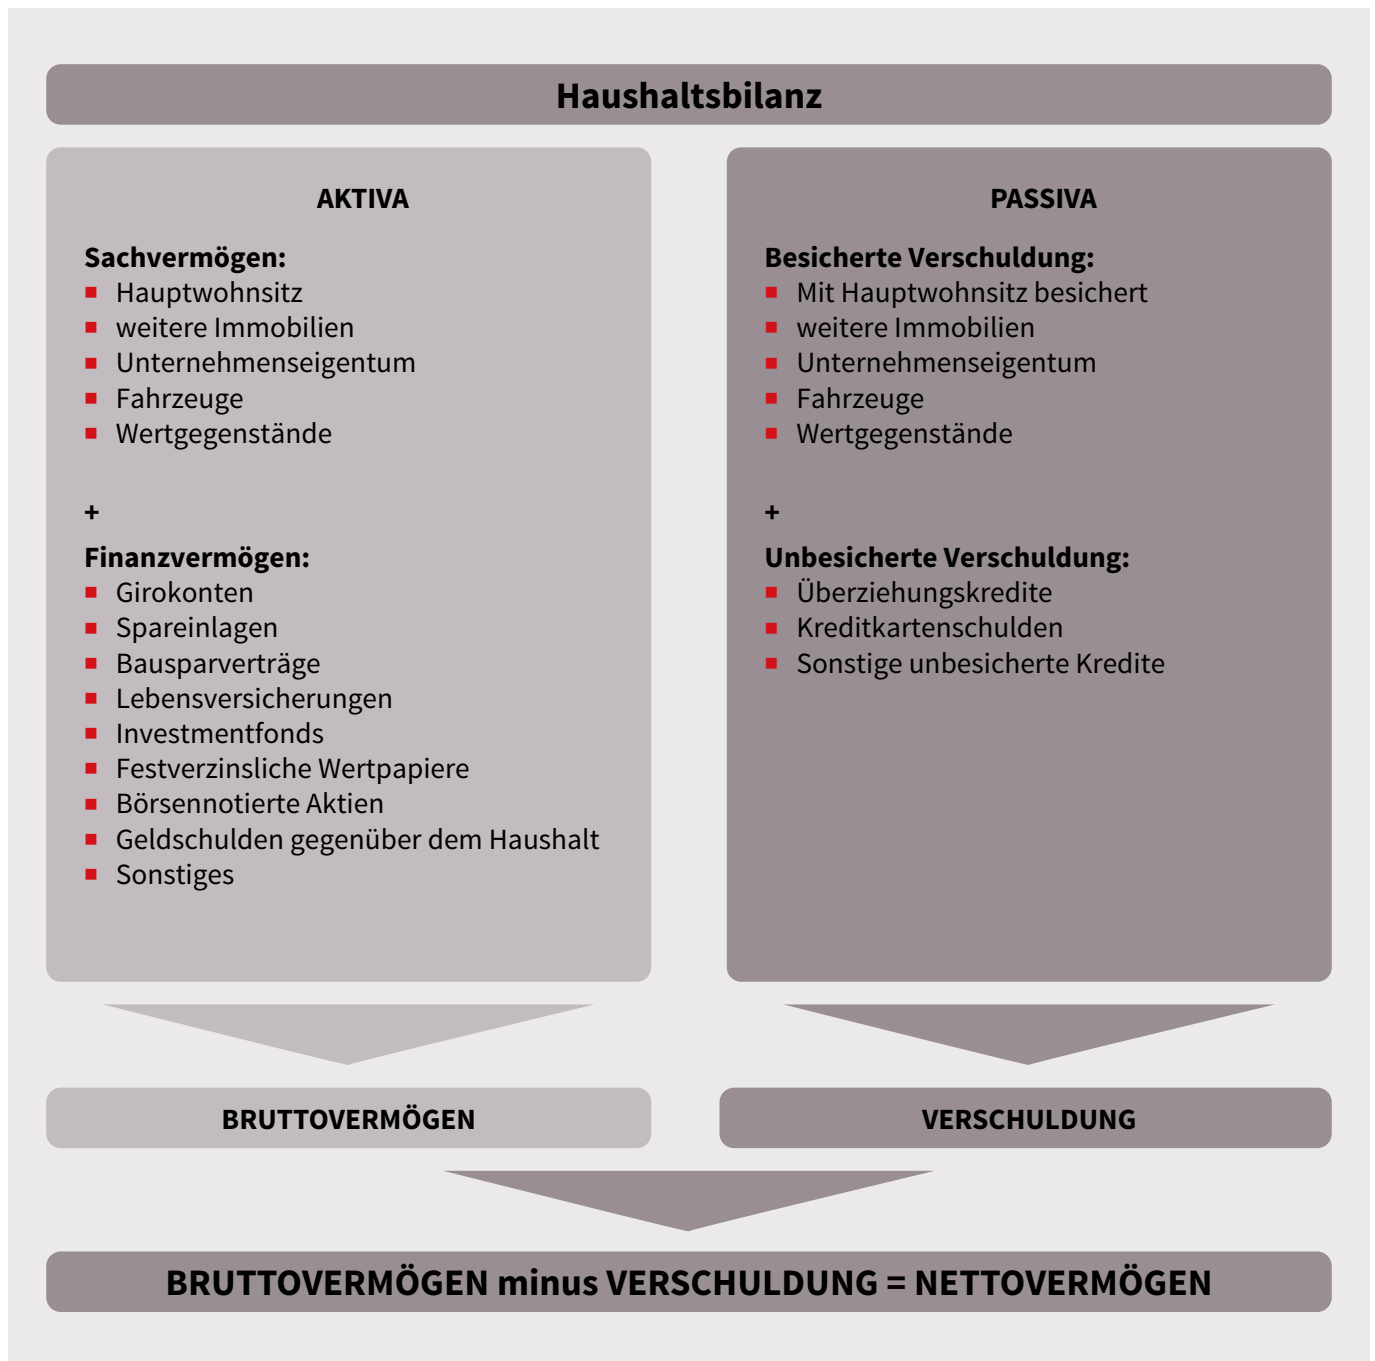 Haushaltsbilanz
AKTIVA
Sachvermögen:
Hauptwohnsitz
weitere Immobilien
Unternehmenseigentum
Fahrzeuge
Wertgegenstände
+
Finanzvermögen:
Girokonten
Spareinlagen
Bausparverträge
Lebensversicherungen
Investmentfonds
Festverzinsliche Wertpapiere
Börsennotierte Aktien
Geldschulden gegenüber dem Haushalt
Sonstiges
PASSIVA
Besicherte Verschuldung:
Mit Hauptwohnsitz besichert
weitere Immobilien
Unternehmenseigentum
Fahrzeuge
Wertgegenstände
+
Unbesicherte Verschuldung:
Überziehungskredite
Kreditkartenschulden
Sonstige unbesicherte Kredite
BRUTTOVERMÖGEN
VERSCHULDUNG
BRUTTOVERMÖGEN minus VERSCHULDUNG = NETTOVERMÖGEN